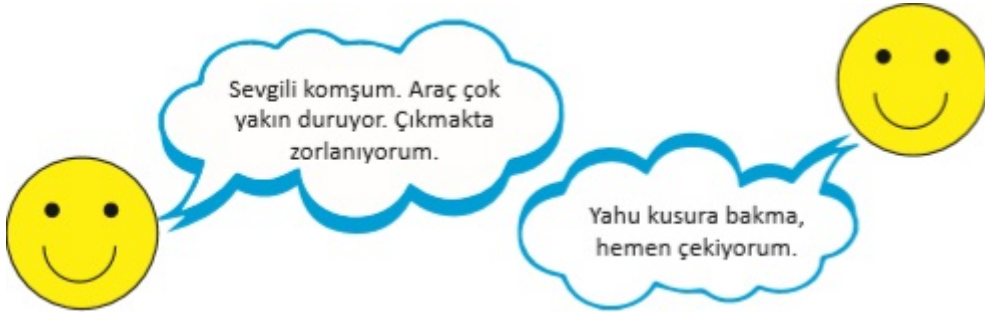 Sevgili komşum. Araç çok
yakın duruyor. Çıkmakta
zorlanıyorum.
Yahu kusura bakma,
hemen çekiyorum.